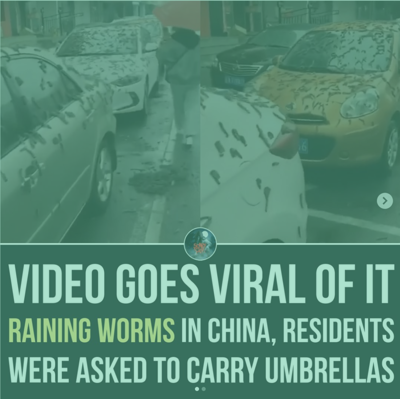 VIDEO GOES VIRAL OF IT
RAINING WORMS IN CHINA, RESIDENTS
WERE ASKED TO CARRY UMBRELLAS